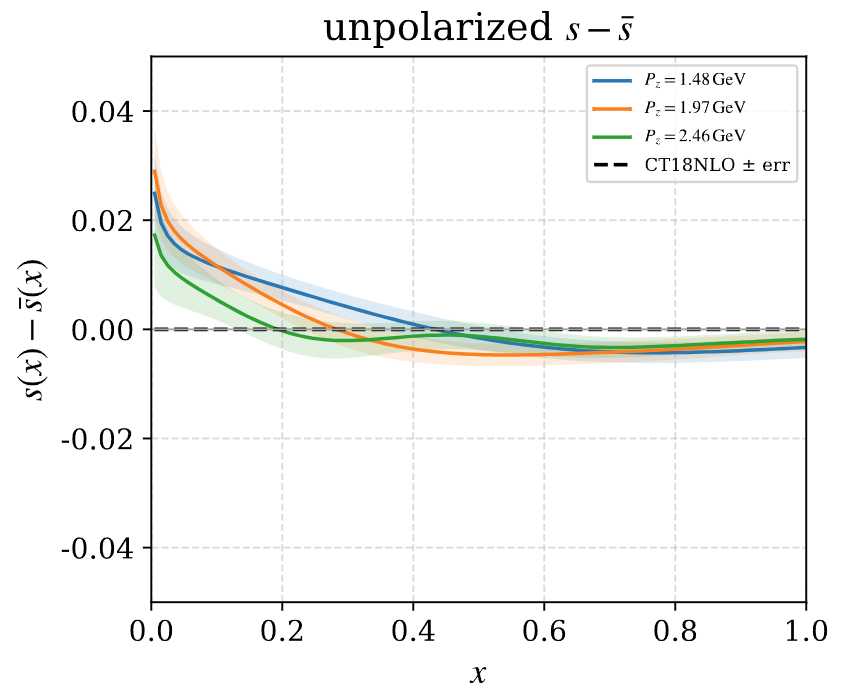 unpolarized s − s̄
P_z = 1.48 GeV
P_z = 1.97 GeV
P_z = 2.46 GeV
CT18NLO ± err
0.04
0.02
0.00
-0.02
-0.04
s(x) − s̄(x)
0.0 0.2 0.4 0.6 0.8 1.0
x